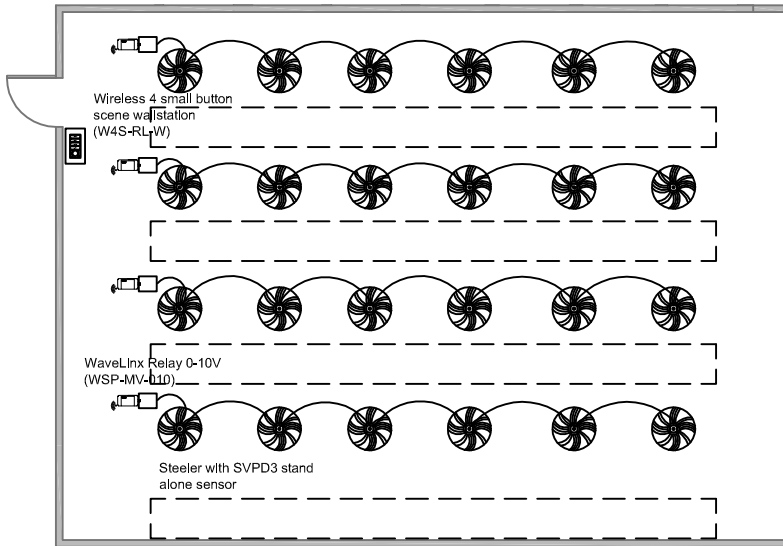 Wireless 4 small button
scene wallstation
(W4S-RL-W)
WaveLinx Relay 0-10V
(WSP-MV-010)
Steeler with SVPD3 stand
alone sensor